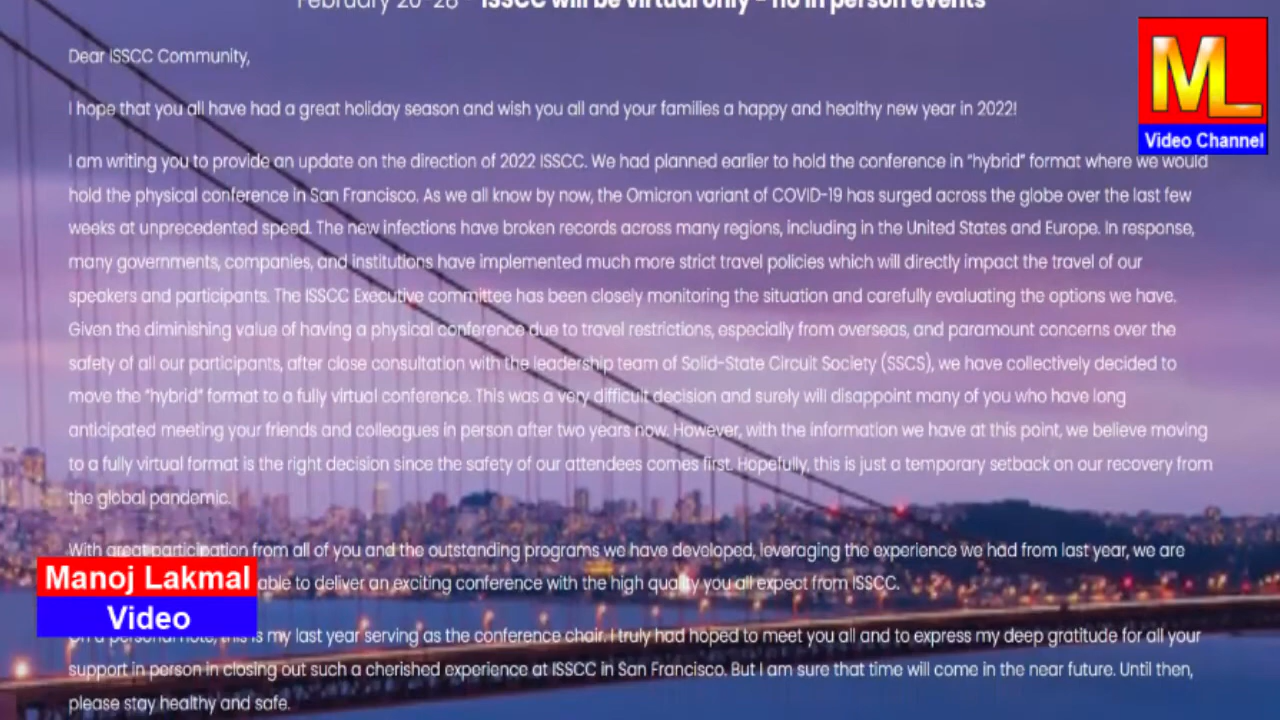 February 20-28 - ISSCC will be virtual only - no in person events
Dear ISSCC Community,
I hope that you all have had a great holiday season and wish you all and your families a happy and healthy new year in 2022!
I am writing you to provide an update on the direction of 2022 ISSCC. We had planned earlier to hold the conference in “hybrid” format where we would
hold the physical conference in San Francisco. As we all know by now, the Omicron variant of COVID-19 has surged across the globe over the last few
weeks at unprecedented speed. The new infections have broken records across many regions, including in the United States and Europe. In response,
many governments, companies, and institutions have implemented much more strict travel policies which will directly impact the travel of our
speakers and participants. The ISSCC Executive committee has been closely monitoring the situation and carefully evaluating the options we have.
Given the diminishing value of having a physical conference due to travel restrictions, especially from overseas, and paramount concerns over the
safety of all our participants, after close consultation with the leadership team of Solid-State Circuit Society (SSCS), we have collectively decided to
move the “hybrid” format to a fully virtual conference. This was a very difficult decision and surely will disappoint many of you who have long
anticipated meeting your friends and colleagues in person after two years now. However, with the information we have at this point, we believe moving
to a fully virtual format is the right decision since the safety of our attendees comes first. Hopefully, this is just a temporary setback on our recovery from
the global pandemic.
With great participation from all of you and the outstanding programs we have developed, leveraging the experience we had from last year, we are
able to deliver an exciting conference with the high quality you all expect from ISSCC.
On a personal note, this is my last year serving as the conference chair. I truly had hoped to meet you all and to express my deep gratitude for all your
support in person in closing out such a cherished experience at ISSCC in San Francisco. But I am sure that time will come in the near future. Until then,
please stay healthy and safe.
ML
Video Channel
Manoj Lakmal
Video